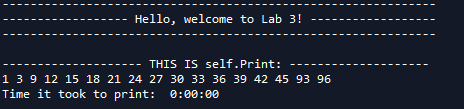 ---------------------------------------------------------------
------------------ Hello, welcome to Lab 3! ------------------
---------------------------------------------------------------
-------------------- THIS IS self.Print: --------------------
1 3 9 12 15 18 21 24 27 30 33 36 39 42 45 93 96
Time it took to print:  0:00:00